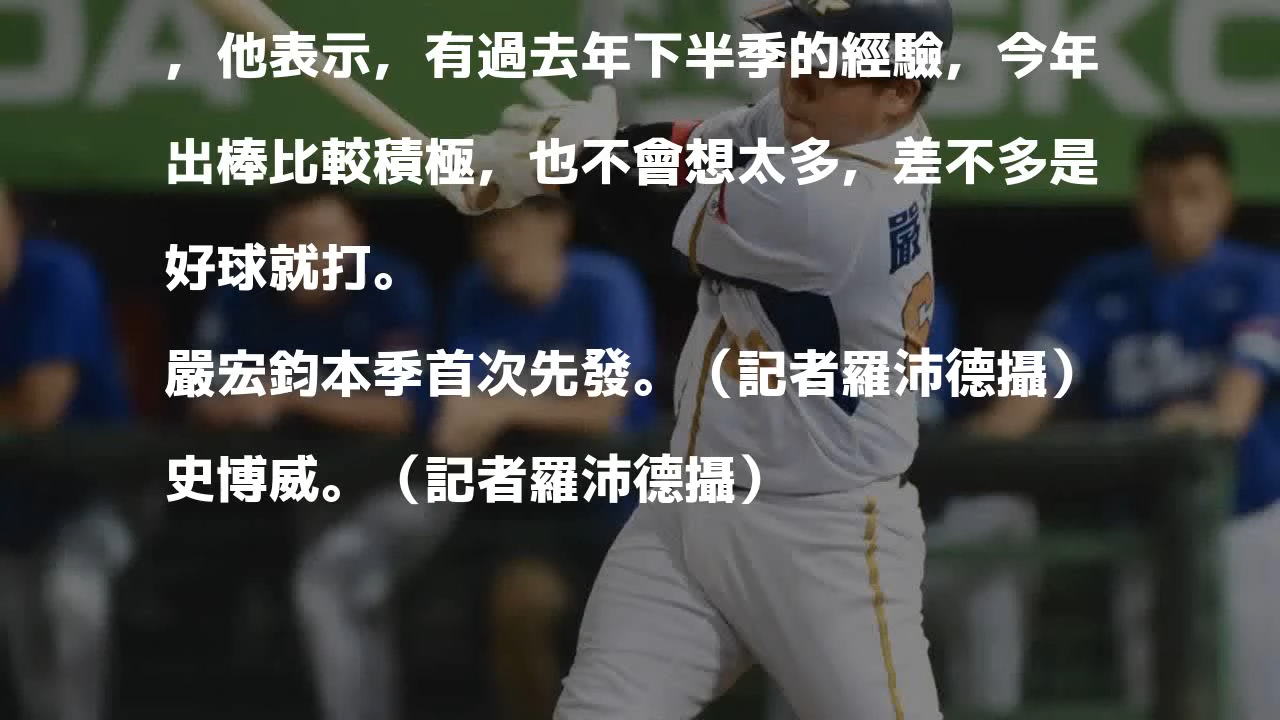 ，他表示，有過去年下半季的經驗，今年
出棒比較積極，也不會想太多，差不多是
好球就打。
嚴宏鈞本季首次先發。（記者羅沛德攝）
史博威。（記者羅沛德攝）
嚴